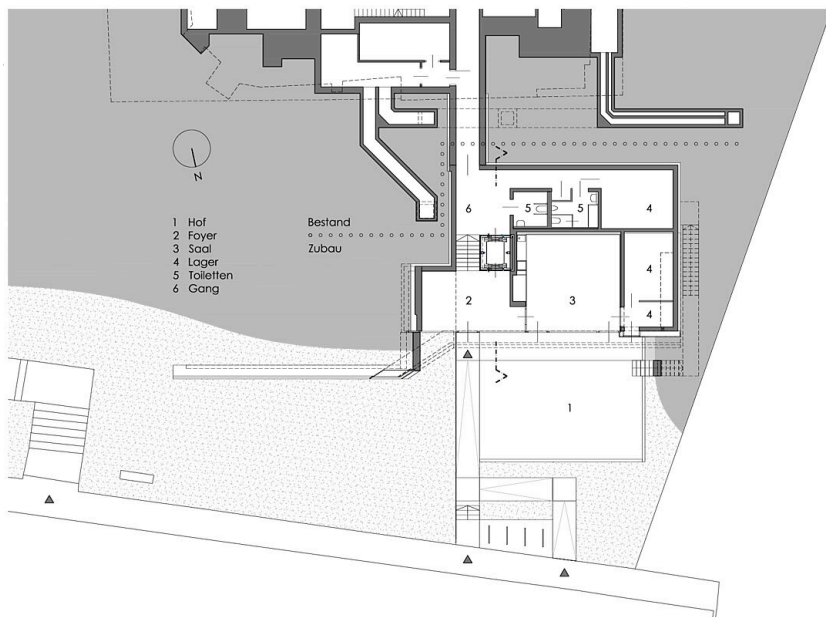 N
1 Hof
2 Foyer
3 Saal
4 Lager
5 Toiletten
6 Gang
Bestand
Zubau
6
5
5
4
4
2
3
4
1